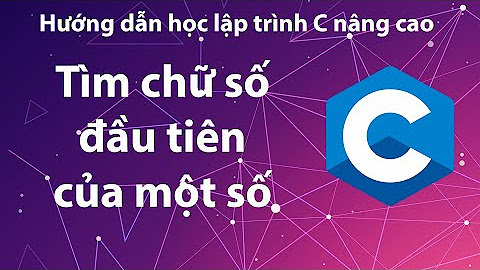 Hướng dẫn học lập trình C nâng cao
Tìm chữ số
đầu tiên
của một số
C